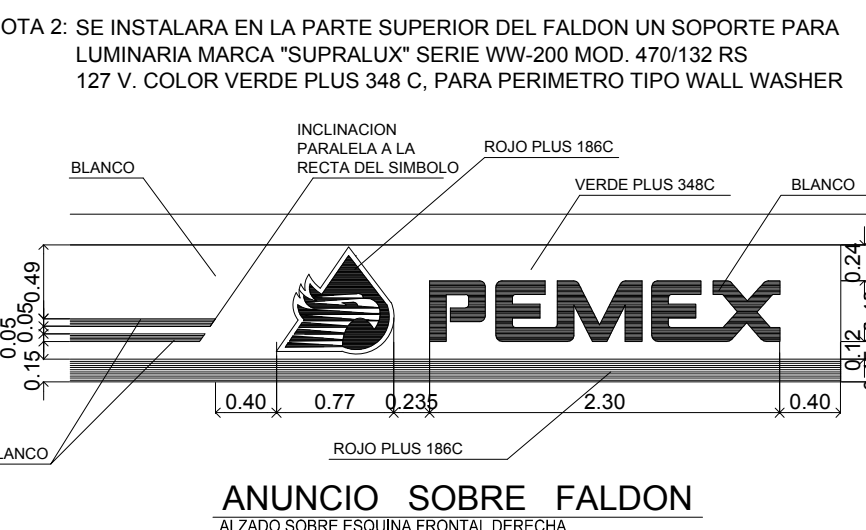 OTA 2: SE INSTALARA EN LA PARTE SUPERIOR DEL FALDON UN SOPORTE PARA
LUMINARIA MARCA "SUPRALUX" SERIE WW-200 MOD. 470/132 RS
127 V. COLOR VERDE PLUS 348 C, PARA PERIMETRO TIPO WALL WASHER
INCLINACION
PARALELA A LA
RECTA DEL SIMBOLO
BLANCO
ROJO PLUS 186C
VERDE PLUS 348C
BLANCO
0.49
0.05
0.05
0.15
PEMEX
0.24
0.12
0.40
0.77
0.235
2.30
0.40
LANCO
ROJO PLUS 186C
ANUNCIO SOBRE FALDON
ALZADO SOBRE ESQUINA FRONTAL DERECHA